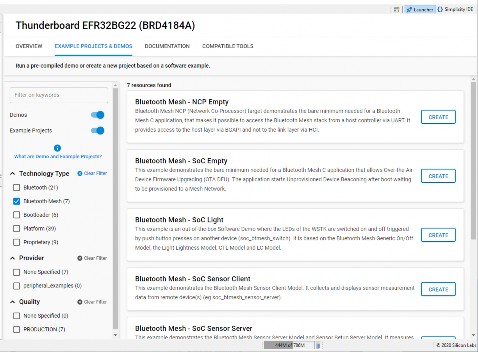 Launcher
Simplicity IDE
Thunderboard EFR32BG22 (BRD4184A)
OVERVIEW
EXAMPLE PROJECTS & DEMOS
DOCUMENTATION
COMPATIBLE TOOLS
Run a pre-compiled demo or create a new project based on a software example.
Filter on keywords
Demos
Example Projects
What are Demo and Example Projects?
Technology Type
Clear Filter
Bluetooth (21)
Bluetooth Mesh (7)
Bootloader (6)
Platform (39)
Proprietary (9)
Provider
Clear Filter
None Specified (7)
peripheral_examples (0)
Quality
Clear Filter
None Specified (0)
PRODUCTION (7)
7 resources found
Bluetooth Mesh - NCP Empty
Bluetooth Mesh NCP (Network Co-Processor) target demonstrates the bare minimum needed for a Bluetooth
Mesh C application, that makes it possible to access the Bluetooth Mesh stack from a host controller via UART. It
provides access to the host layer via BGAPI and not to the link layer via HCI.
CREATE
Bluetooth Mesh - SoC Empty
This example demonstrates the bare minimum needed for a Bluetooth Mesh C application that allows Over-the-Air
Device Firmware Upgrading (OTA DFU). The application starts Unprovisioned Device Beaconing after boot waiting
to be provisioned to a Mesh Network.
CREATE
Bluetooth Mesh - SoC Light
This example is an out of the box Software Demo where the LEDs of the WSTK are switched on and off triggered
by push button presses on another device (soc_btmesh_switch). It is based on the Bluetooth Mesh Generic On/Off
Model, the Light Lightness Model, CTL Model and LC Model.
CREATE
Bluetooth Mesh - SoC Sensor Client
This example demonstrates the Bluetooth Mesh Sensor Client Model. It collects and displays sensor measurement
data from remote device(s) (eg soc_btmesh_sensor_server)
CREATE
Bluetooth Mesh - SoC Sensor Server
This example demonstrates the Bluetooth Mesh Sensor Server Model and Sensor Setup Server Model. It measures
© 2020 Silicon Labs